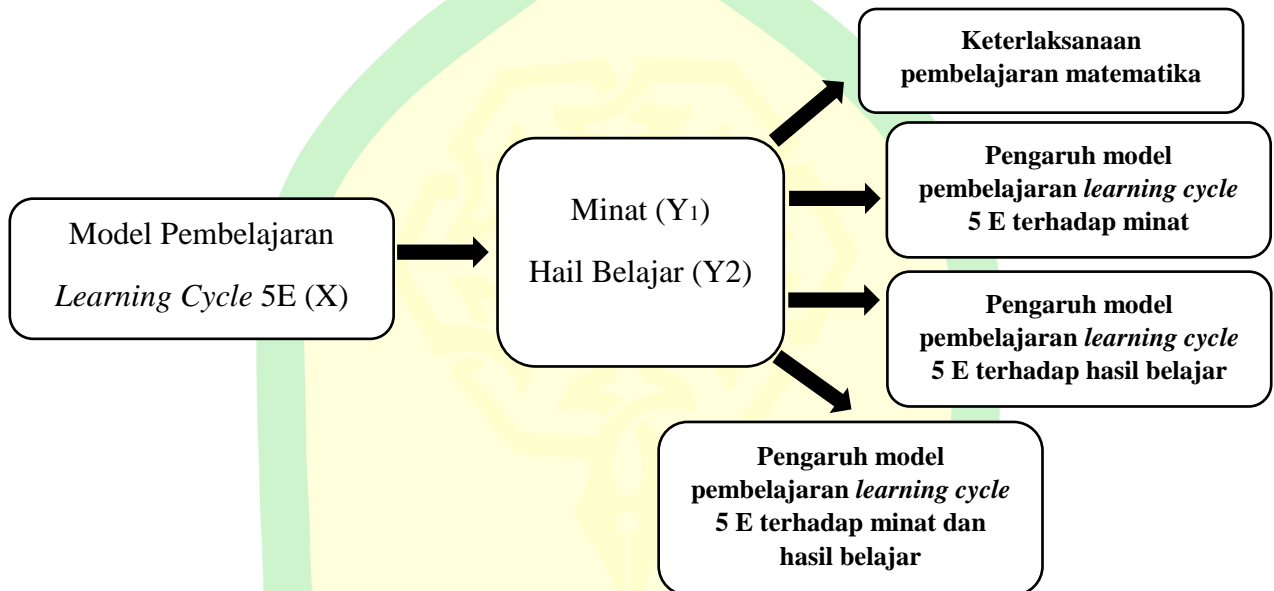 Model Pembelajaran
Learning Cycle 5E (X)
Minat (Y1)
Hail Belajar (Y2)
Keterlaksanaan
pembelajaran matematika
Pengaruh model
pembelajaran learning cycle
5 E terhadap minat
Pengaruh model
pembelajaran learning cycle
5 E terhadap hasil belajar
Pengaruh model
pembelajaran learning cycle
5 E terhadap minat dan
hasil belajar